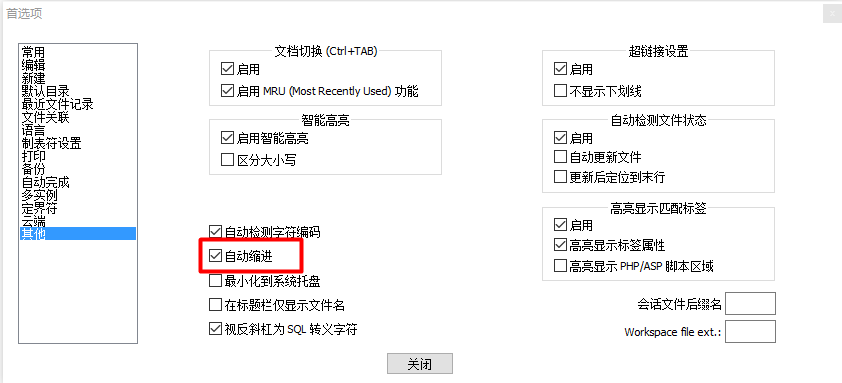 首选项
常用
编辑
新建
默认目录
最近文件记录
文件关联
语言
制表符设置
打印
备份
自动完成
多实例
定界符
云端
其他
文档切换 (Ctrl+TAB)
启用
启用 MRU (Most Recently Used) 功能
智能高亮
启用智能高亮
区分大小写
自动检测字符编码
自动缩进
最小化到系统托盘
在标题栏仅显示文件名
视反斜杠为 SQL 转义字符
超链接设置
启用
不显示下划线
自动检测文件状态
启用
自动更新文件
更新后定位到末行
高亮显示匹配标签
启用
高亮显示标签属性
高亮显示 PHP/ASP 脚本区域
会话文件后缀名
Workspace file ext.:
关闭